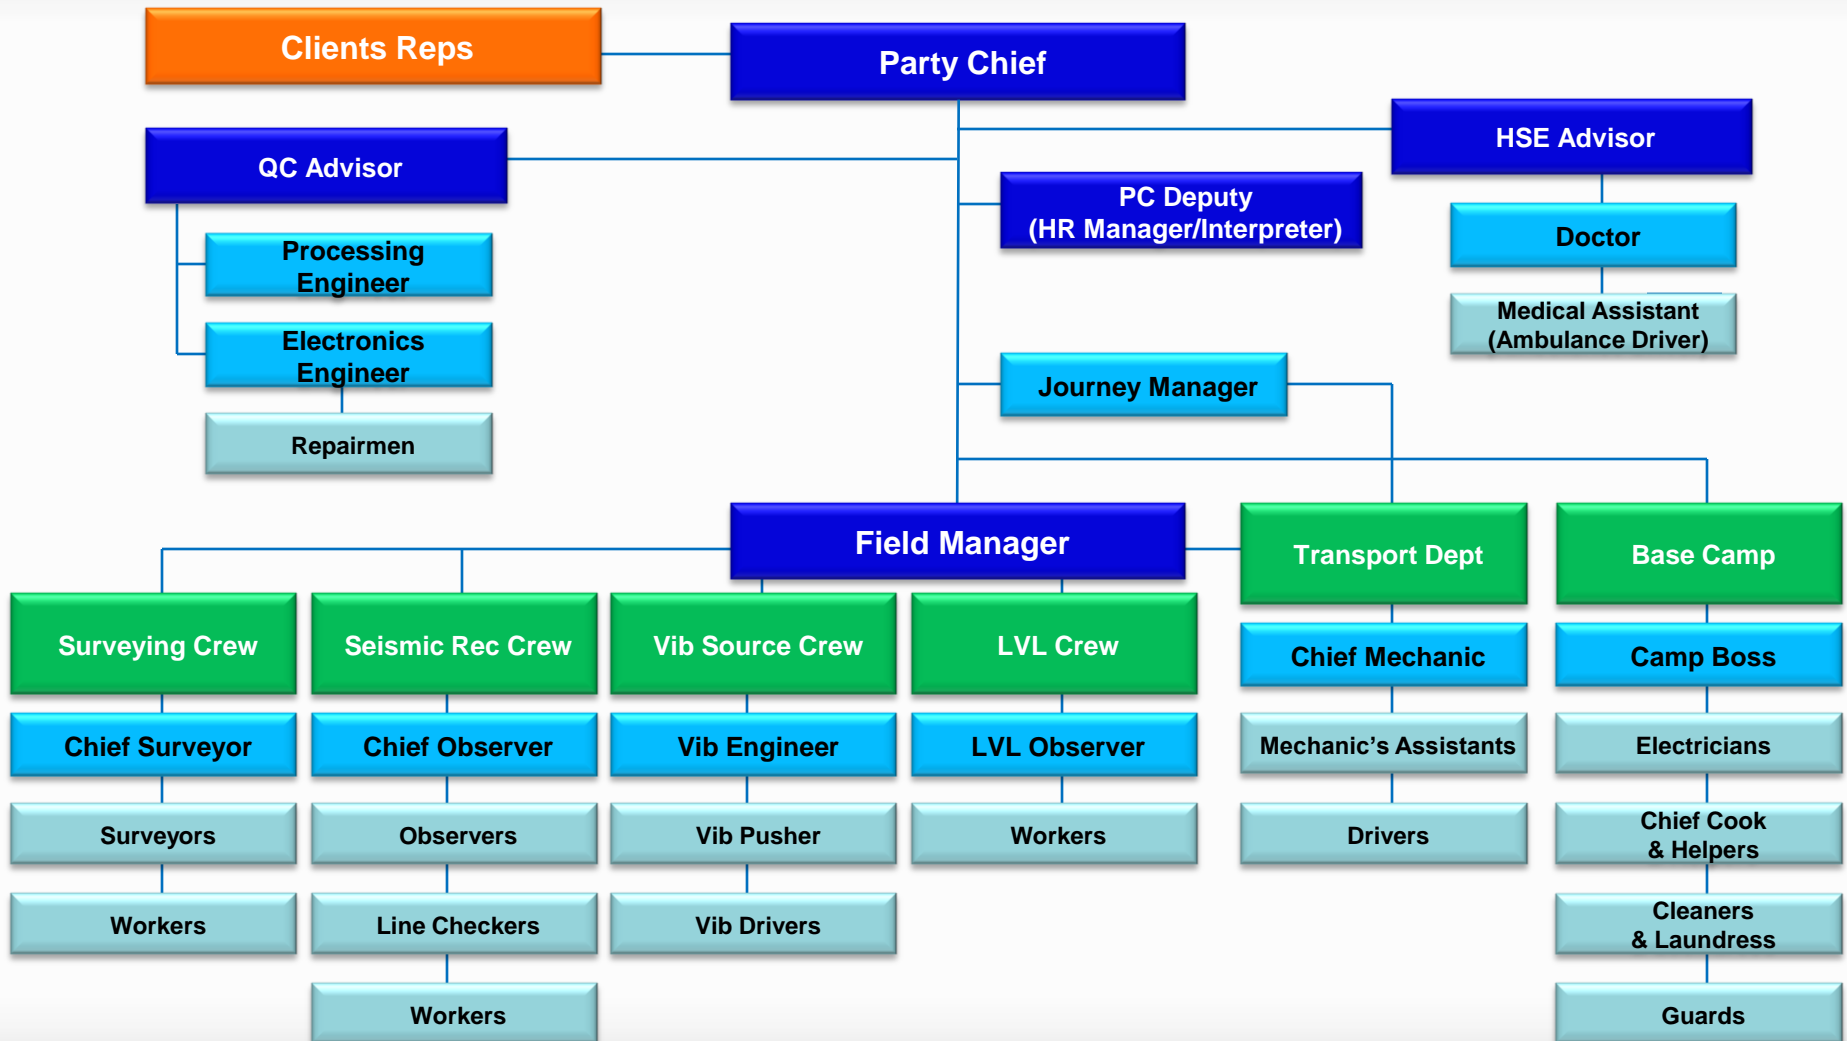 Clients Reps
Party Chief
HSE Advisor
QC Advisor
PC Deputy
(HR Manager/Interpreter)
Doctor
Processing
Engineer
Medical Assistant
(Ambulance Driver)
Electronics
Engineer
Journey Manager
Repairmen
Field Manager
Transport Dept
Base Camp
Surveying Crew
Seismic Rec Crew
Vib Source Crew
LVL Crew
Chief Mechanic
Camp Boss
Chief Surveyor
Chief Observer
Vib Engineer
LVL Observer
Mechanic’s Assistants
Electricians
Surveyors
Observers
Vib Pusher
Workers
Drivers
Chief Cook
& Helpers
Workers
Line Checkers
Vib Drivers
Cleaners
& Laundress
Workers
Guards